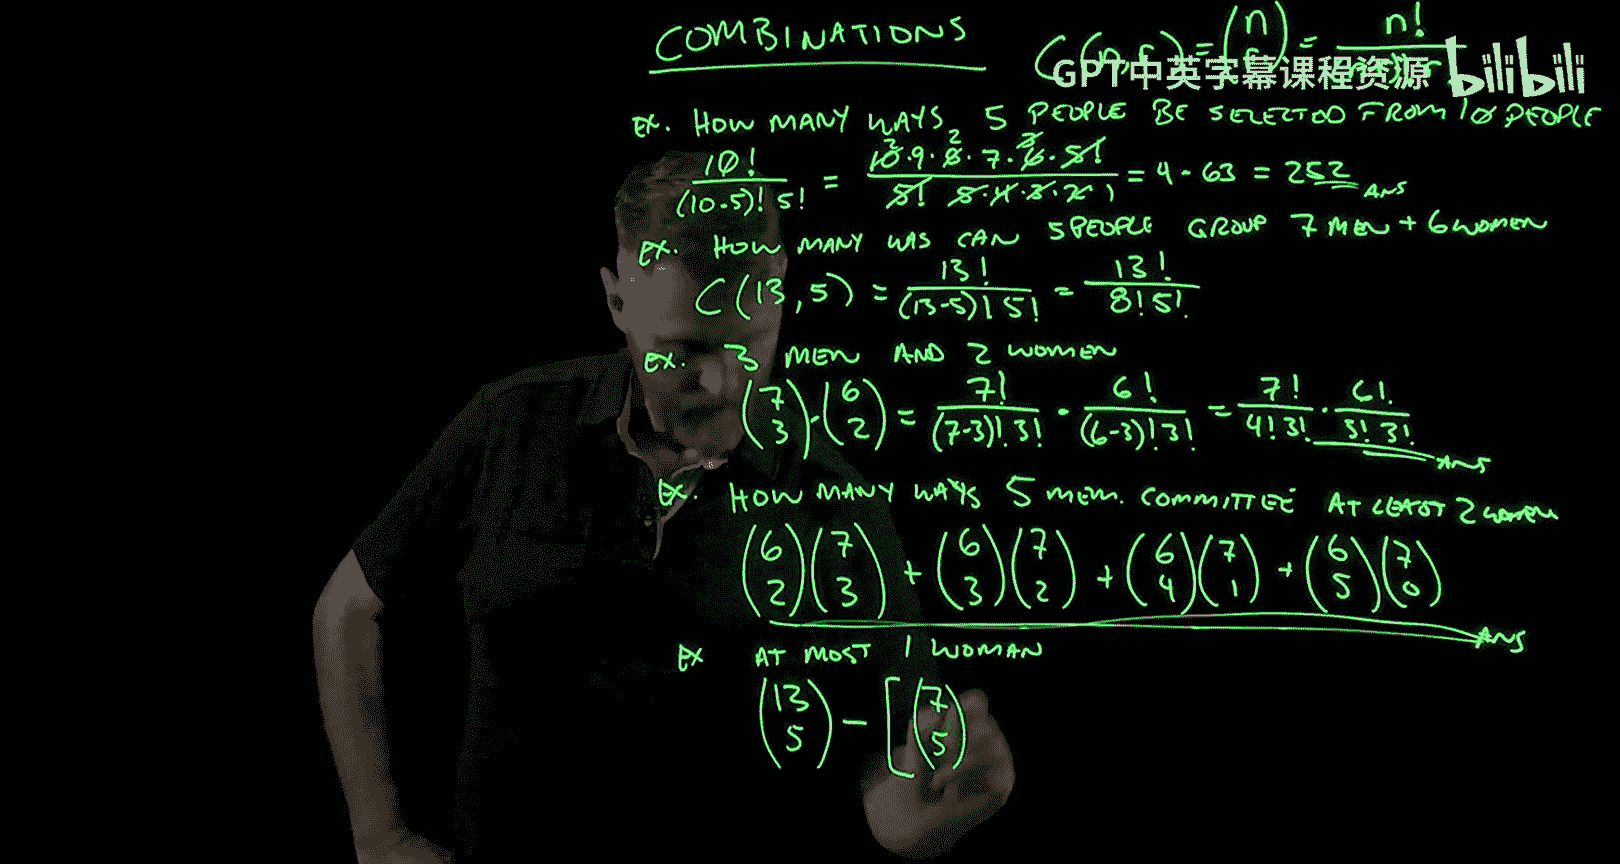 COMBINATIONS C(n,r) = (n r) = n!
GPT中英字幕课程资源 bilibili
EX. HOW MANY WAYS 5 PEOPLE BE SELECTED FROM 10 PEOPLE
10! / (10-5)! 5! = 10·9·8·7·6·5! / 5! 5·4·3·2·1 = 4·63 = 252 ANS
EX. HOW MANY WAS CAN 5 PEOPLE GROUP 7 MEN + 6 WOMEN
C(13,5) = 13! / (13-5)! 5! = 13! / 8! 5!
EX. 3 MEN AND 2 WOMEN
(7 3)·(6 2) = 7! / (7-3)! 3! · 6! / (6-3)! 3! = 7! / 4! 3! · 6! / 3! 3! ANS
EX. HOW MANY WAYS 5 MEM. COMMITTEE AT LEAST 2 WOMEN
(6 2)(7 3) + (6 3)(7 2) + (6 4)(7 1) + (6 5)(7 0)
ANS
EX AT MOST 1 WOMAN
(13 5) - [(7 5)